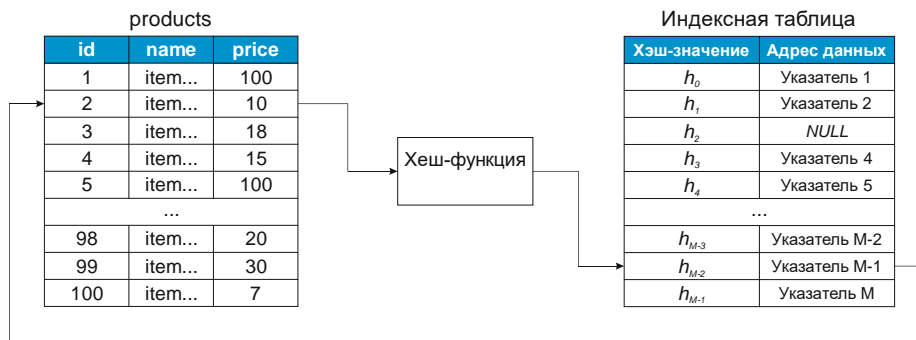 products
id name price
1 item... 100
2 item... 10
3 item... 18
4 item... 15
5 item... 100
...
98 item... 20
99 item... 30
100 item... 7
Хеш-функция
Индексная таблица
Хэш-значение Адрес данных
h₀ Указатель 1
h₁ Указатель 2
h₂ NULL
h₃ Указатель 4
h₄ Указатель 5
...
h_M-3 Указатель M-2
h_M-2 Указатель M-1
h_M-1 Указатель M